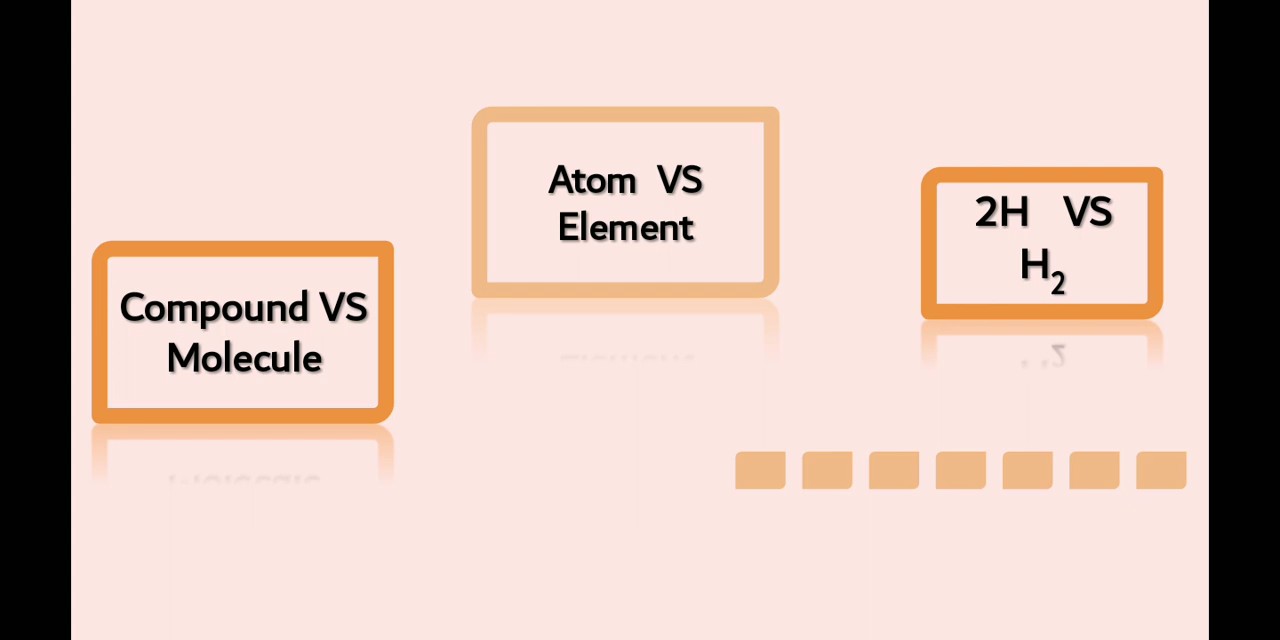 Compound VS
Molecule
Atom VS
Element
2H VS
H₂